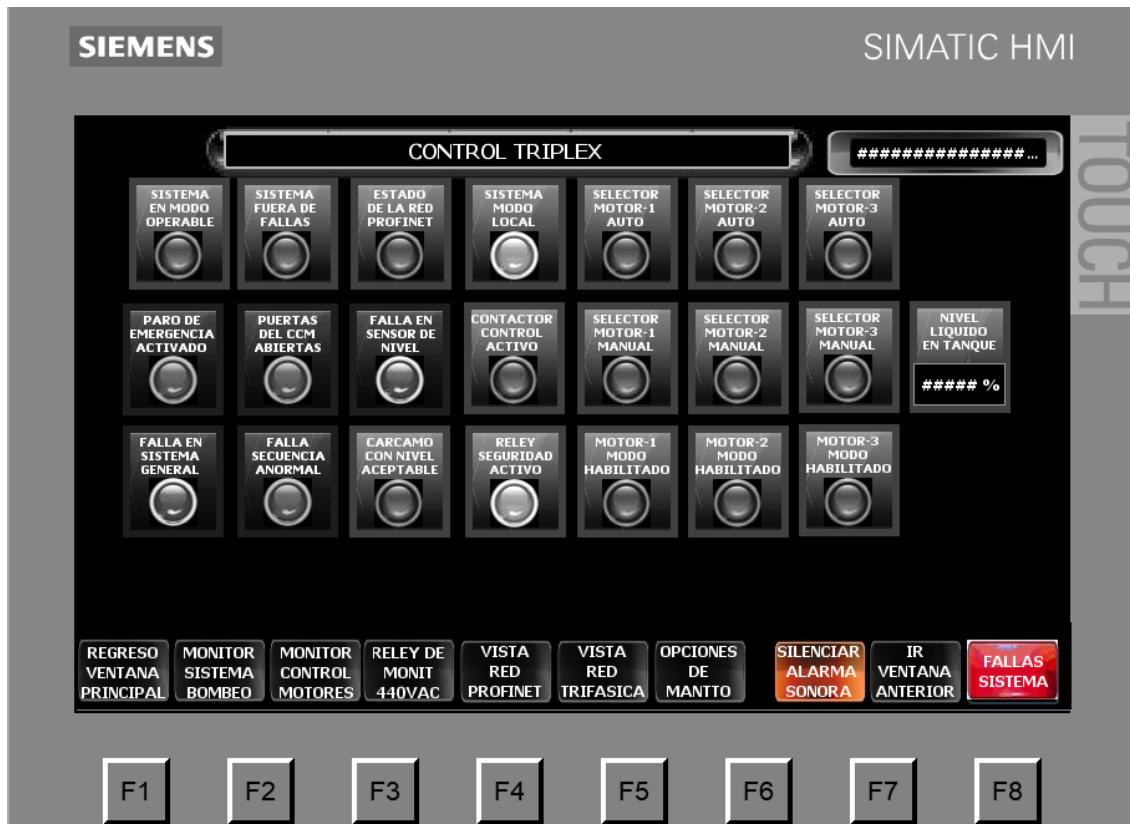 SIEMENS
SIMATIC HMI
TOUCH
CONTROL TRIPLEX
###############...
SISTEMA
EN MODO
OPERABLE
SISTEMA
FUERA DE
FALLAS
ESTADO
DE LA RED
PROFINET
SISTEMA
MODO
LOCAL
SELECTOR
MOTOR-1
AUTO
SELECTOR
MOTOR-2
AUTO
SELECTOR
MOTOR-3
AUTO
PARO DE
EMERGENCIA
ACTIVADO
PUERTAS
DEL CCM
ABIERTAS
FALLA EN
SENSOR DE
NIVEL
CONTACTOR
CONTROL
ACTIVO
SELECTOR
MOTOR-1
MANUAL
SELECTOR
MOTOR-2
MANUAL
SELECTOR
MOTOR-3
MANUAL
NIVEL
LIQUIDO
EN TANQUE
##### %
FALLA EN
SISTEMA
GENERAL
FALLA
SECUENCIA
ANORMAL
CARCAMO
CON NIVEL
ACEPTABLE
RELEY
SEGURIDAD
ACTIVO
MOTOR-1
MODO
HABILITADO
MOTOR-2
MODO
HABILITADO
MOTOR-3
MODO
HABILITADO
REGRESO
VENTANA
PRINCIPAL
MONITOR
SISTEMA
BOMBEO
MONITOR
CONTROL
MOTORES
RELEY DE
MONIT
440VAC
VISTA
RED
PROFINET
VISTA
RED
TRIFASICA
OPCIONES
DE
MANTTO
SILENCIAR
ALARMA
SONORA
IR
VENTANA
ANTERIOR
FALLAS
SISTEMA
F1
F2
F3
F4
F5
F6
F7
F8